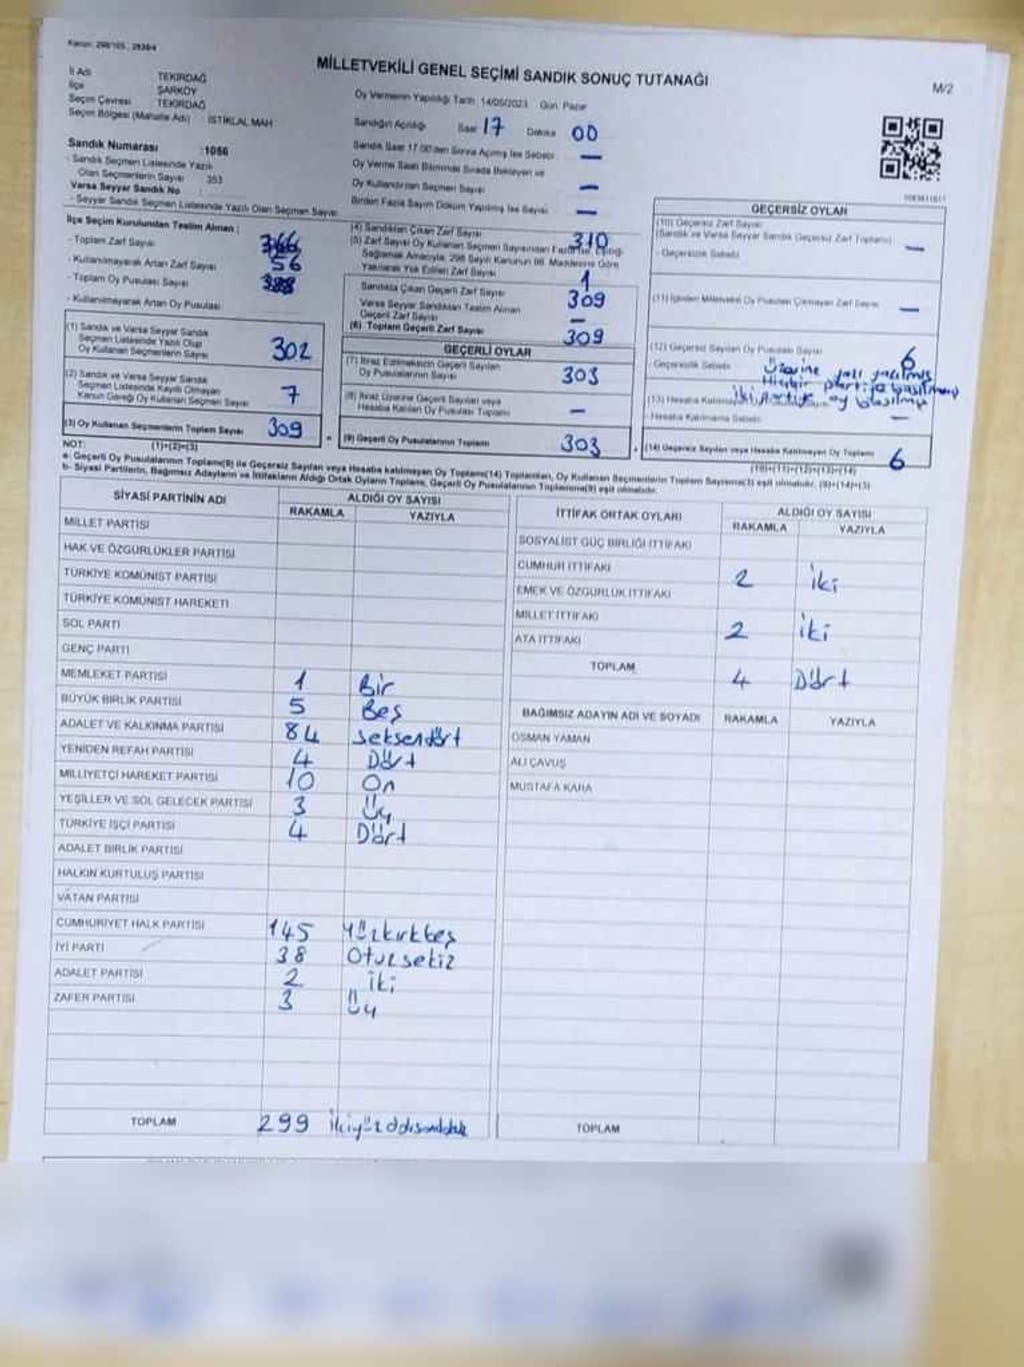 Kanun: 298/105, 2839/4
MİLLETVEKİLİ GENEL SEÇİMİ SANDIK SONUÇ TUTANAĞI
M/2
İl Adı TEKİRDAĞ
İlçe ŞARKÖY
Seçim Çevresi TEKİRDAĞ
Seçim Bölgesi (Mahalle Adı) İSTİKLAL MAH
Sandık Numarası :1056
- Sandık Seçmen Listesinde Yazılı
Olan Seçmenlerin Sayısı 353
Varsa Seyyar Sandık No :
- Seyyar Sandık Seçmen Listesinde Yazılı Olan Seçmen Sayısı
Oy Vermenin Yapıldığı Tarih: 14/05/2023 Gün: Pazar
Sandığın Açıldığı Saat 17 Dakika 00
Sandık Saat 17.00'den Sonra Açılmış İse Sebebi —
Oy Verme Saati Bitiminde Sırada Bekleyen ve
Oy Kullandırılan Seçmen Sayısı —
Birden Fazla Sayım Döküm Yapılmış İse Sayısı —
İlçe Seçim Kurulundan Teslim Alınan :
- Toplam Zarf Sayısı 366
- Kullanılmayarak Artan Zarf Sayısı 56
- Toplam Oy Pusulası Sayısı 388
- Kullanılmayarak Artan Oy Pusulası
(1) Sandık ve Varsa Seyyar Sandık
Seçmen Listesinde Yazılı Olup
Oy Kullanan Seçmenlerin Sayısı 302
(2) Sandık ve Varsa Seyyar Sandık
Seçmen Listesinde Kayıtlı Olmayan
Kanun Gereği Oy Kullanan Seçmen Sayısı 7
(3) Oy Kullanan Seçmenlerin Toplam Sayısı 309
(1)+(2)=(3)
(4) Sandıktan Çıkan Zarf Sayısı 310
(5) Zarf Sayısı Oy Kullanan Seçmen Sayısından Fazla İse, Eşitliği
Sağlamak Amacıyla, 298 Sayılı Kanunun 98. Maddesine Göre
Yakılarak Yok Edilen Zarf Sayısı 1
Sandıkta Çıkan Geçerli Zarf Sayısı 309
Varsa Seyyar Sandıktan Teslim Alınan
Geçerli Zarf Sayısı —
(6) Toplam Geçerli Zarf Sayısı 309
GEÇERLİ OYLAR
(7) İtiraz Edilmeksizin Geçerli Sayılan
Oy Pusulalarının Sayısı 303
(8) İtiraz Üzerine Geçerli Sayılan veya
Hesaba Katılan Oy Pusulası Toplamı —
(9) Geçerli Oy Pusulalarının Toplamı 303
GEÇERSİZ OYLAR
(10) Geçersiz Zarf Sayısı
(Sandık ve Varsa Seyyar Sandık Geçersiz Zarf Toplamı) —
- Geçersizlik Sebebi
(11) İçinden Milletvekili Oy Pusulası Çıkmayan Zarf Sayısı —
(12) Geçersiz Sayılan Oy Pusulası Sayısı 6
- Geçersizlik Sebebi Üzerine yazı yazılmış
Hiçbir partiye basılmamış
İki Partiye oy basılmış
(13) Hesaba
- Hesaba Katılmama Sebebi —
(14) Geçersiz Sayılan veya Hesaba Katılmayan Oy Toplamı 6
(10)+(11)+(12)+(13)=(14)
NOT:
a- Geçerli Oy Pusulalarının Toplamı(9) ile Geçersiz Sayılan veya Hesaba katılmayan Oy Toplamı(14) Toplamları, Oy Kullanan Seçmenlerin Toplam Sayısına(3) eşit olmalıdır. (9)+(14)=(3)
b- Siyasi Partilerin, Bağımsız Adayların ve İttifakların Aldığı Ortak Oyların Toplamı, Geçerli Oy Pusulalarının Toplamına(9) eşit olmalıdır.
SİYASİ PARTİNİN ADI ALDIĞI OY SAYISI
RAKAMLA YAZIYLA
MİLLET PARTİSİ
HAK VE ÖZGÜRLÜKLER PARTİSİ
TÜRKİYE KOMÜNİST PARTİSİ
TÜRKİYE KOMÜNİST HAREKETİ
SOL PARTİ
GENÇ PARTİ
MEMLEKET PARTİSİ 1 Bir
BÜYÜK BİRLİK PARTİSİ 5 Beş
ADALET VE KALKINMA PARTİSİ 84 Seksendört
YENİDEN REFAH PARTİSİ 4 Dört
MİLLİYETÇİ HAREKET PARTİSİ 10 On
YEŞİLLER VE SOL GELECEK PARTİSİ 3 Üç
TÜRKİYE İŞÇİ PARTİSİ 4 Dört
ADALET BİRLİK PARTİSİ
HALKIN KURTULUŞ PARTİSİ
VATAN PARTİSİ
CUMHURİYET HALK PARTİSİ 145 Yüzkırkbeş
İYİ PARTİ 38 Otuzsekiz
ADALET PARTİSİ 2 iki
ZAFER PARTİSİ 3 Üç
TOPLAM 299
İTTİFAK ORTAK OYLARI ALDIĞI OY SAYISI
RAKAMLA YAZIYLA
SOSYALİST GÜÇ BİRLİĞİ İTTİFAKI
CUMHUR İTTİFAKI 2 iki
EMEK VE ÖZGÜRLÜK İTTİFAKI
MİLLET İTTİFAKI 2 iki
ATA İTTİFAKI
TOPLAM 4 Dört
BAĞIMSIZ ADAYIN ADI VE SOYADI RAKAMLA YAZIYLA
OSMAN YAMAN
ALİ ÇAVUŞ
MUSTAFA KARA
TOPLAM